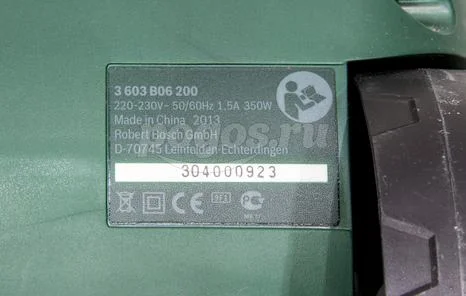 3 603 B06 200
220-230V~ 50/60Hz 1.5A 350W
Made in China 2013
Robert Bosch GmbH
D-70745 Leinfelden-Echterdingen
304000923
CE